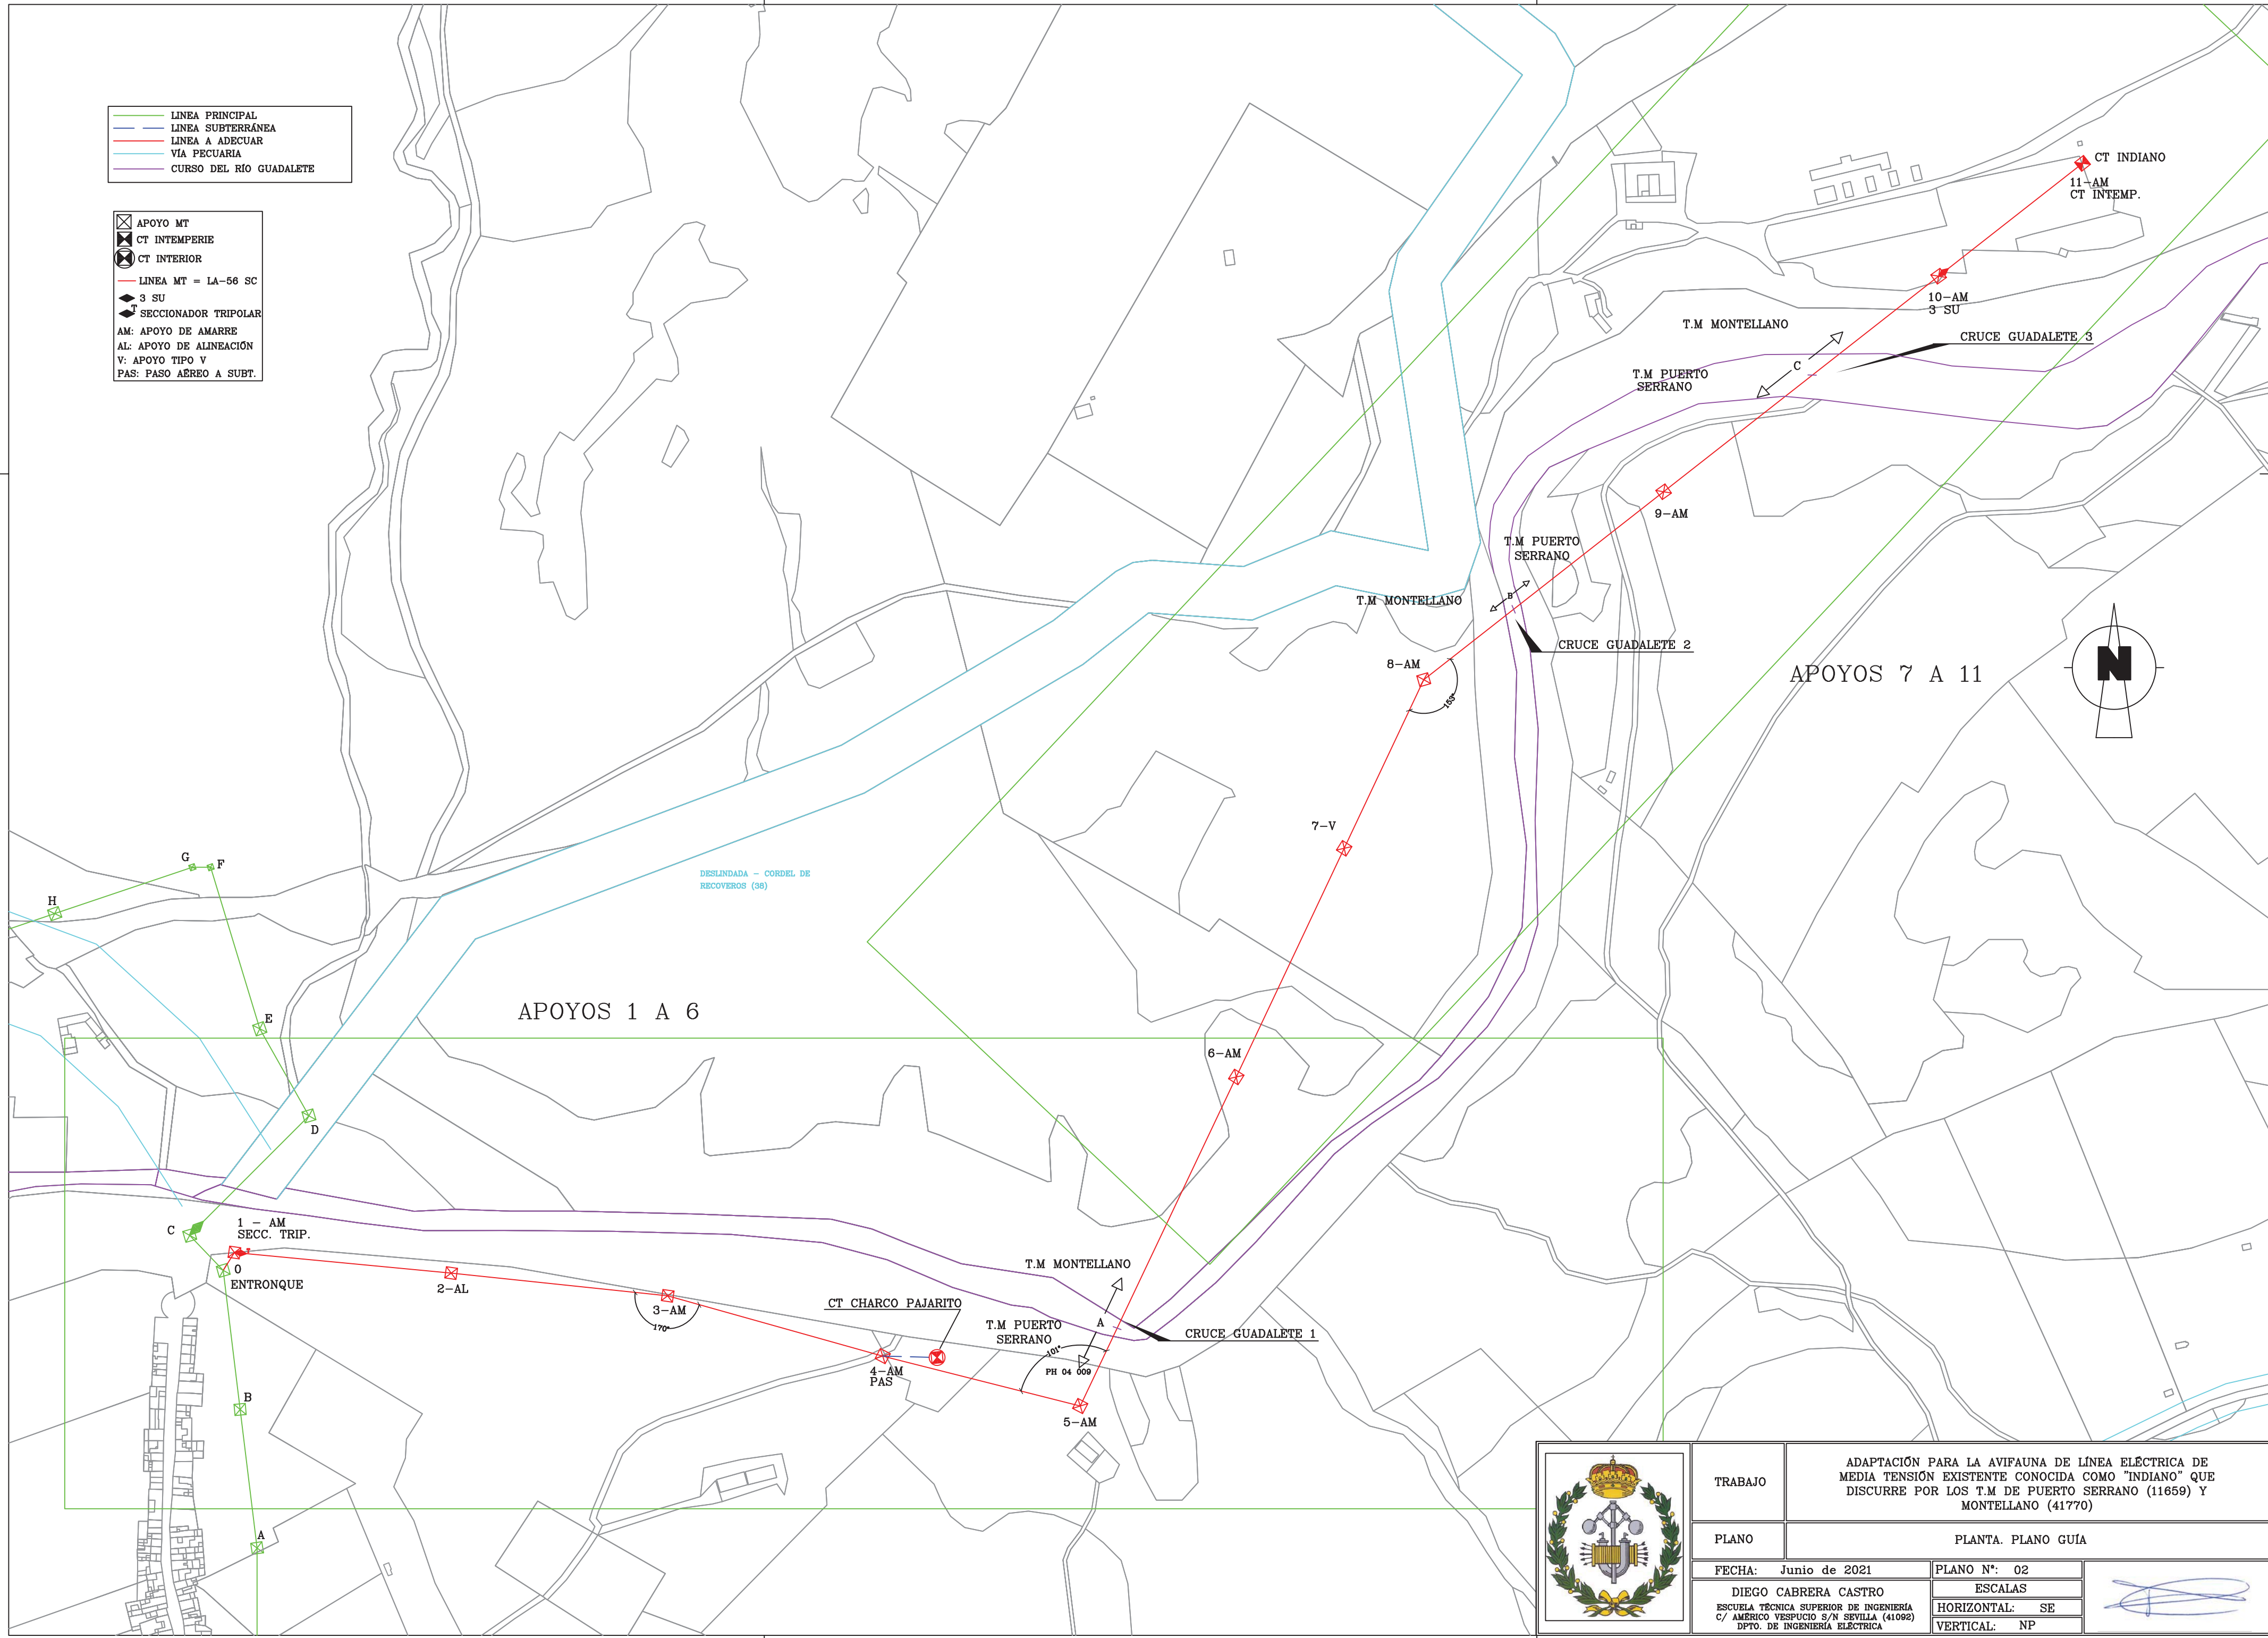 LINEA PRINCIPAL
LINEA SUBTERRÁNEA
LINEA A ADECUAR
VÍA PECUARIA
CURSO DEL RÍO GUADALETE
APOYO MT
CT INTEMPERIE
CT INTERIOR
LINEA MT = LA-56 SC
3 SU
T
SECCIONADOR TRIPOLAR
AM: APOYO DE AMARRE
AL: APOYO DE ALINEACIÓN
V: APOYO TIPO V
PAS: PASO AÉREO A SUBT.
CT INDIANO
11-AM
CT INTEMP.
10-AM
3 SU
T.M MONTELLANO
CRUCE GUADALETE 3
C
T.M PUERTO
SERRANO
9-AM
T.M PUERTO
SERRANO
B
T.M MONTELLANO
CRUCE GUADALETE 2
8-AM
153°
APOYOS 7 A 11
N
7-V
G
F
H
DESLINDADA - CORDEL DE
RECOVEROS (38)
E
APOYOS 1 A 6
6-AM
D
C
1 - AM
SECC. TRIP.
T
0
ENTRONQUE
2-AL
3-AM
170°
CT CHARCO PAJARITO
4-AM
PAS
T.M MONTELLANO
T.M PUERTO
SERRANO
A
CRUCE GUADALETE 1
101°
PH 04 009
5-AM
B
A
TRABAJO
ADAPTACIÓN PARA LA AVIFAUNA DE LÍNEA ELÉCTRICA DE
MEDIA TENSIÓN EXISTENTE CONOCIDA COMO "INDIANO" QUE
DISCURRE POR LOS T.M DE PUERTO SERRANO (11659) Y
MONTELLANO (41770)
PLANO
PLANTA. PLANO GUÍA
FECHA: Junio de 2021
PLANO N°: 02
DIEGO CABRERA CASTRO
ESCUELA TÉCNICA SUPERIOR DE INGENIERÍA
C/ AMÉRICO VESPUCIO S/N SEVILLA (41092)
DPTO. DE INGENIERÍA ELÉCTRICA
ESCALAS
HORIZONTAL: SE
VERTICAL: NP